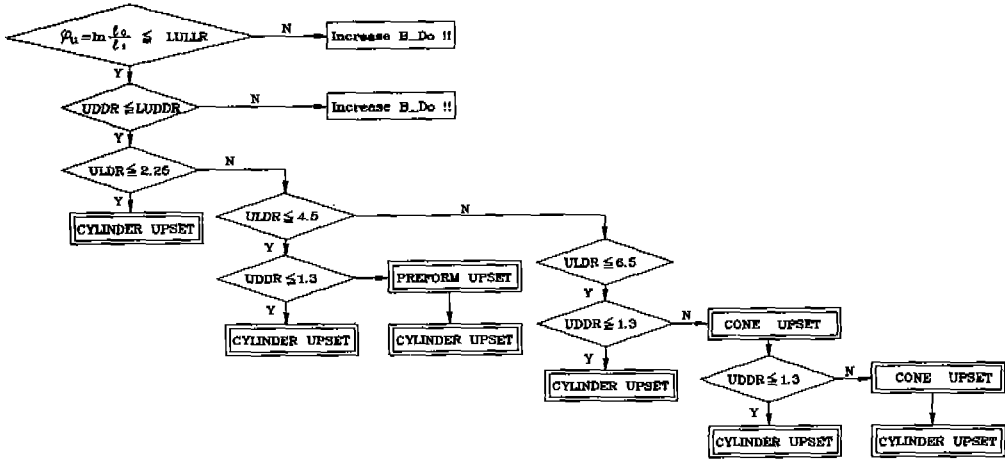 φu=ln ℓ0/ℓ1 ≦ LULLR
N
Increase B_Do !!
Y
UDDR≦LUDDR
N
Increase B_Do !!
Y
ULDR≦2.25
N
Y
CYLINDER UPSET
ULDR≦4.5
N
Y
UDDR≦1.3
PREFORM UPSET
Y
CYLINDER UPSET
CYLINDER UPSET
ULDR≦6.5
Y
UDDR≦1.3
N
CONE UPSET
Y
CYLINDER UPSET
UDDR≦1.3
N
CONE UPSET
Y
CYLINDER UPSET
CYLINDER UPSET